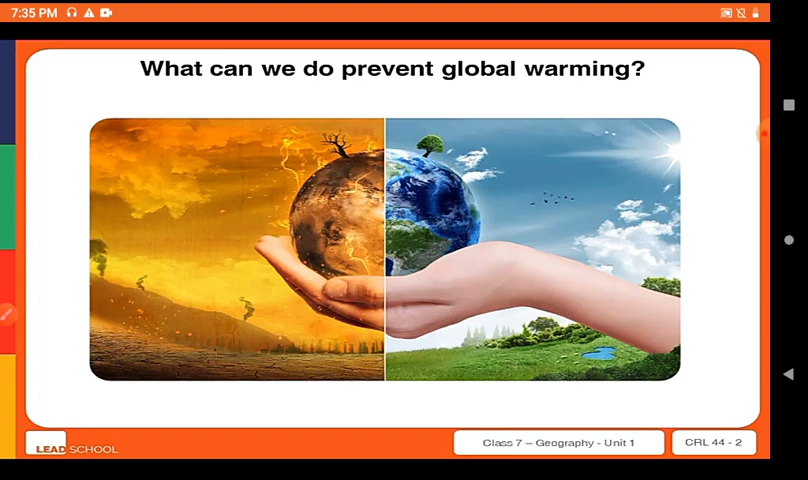 7:35 PM
What can we do prevent global warming?
LEAD SCHOOL
Class 7 – Geography - Unit 1
CRL 44 - 2